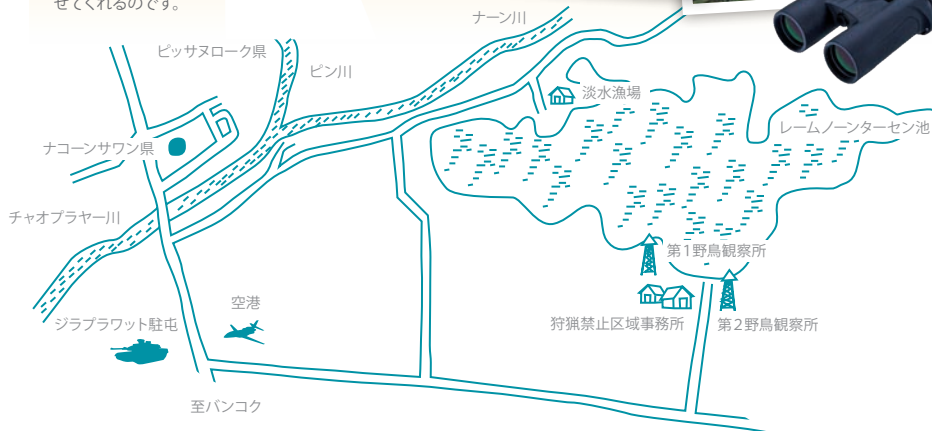 せてくれるのです。
ナーン川
ピッサヌローク県
ピン川
淡水漁場
レームノーンターセン池
ナコーンサワン県
チャオプラヤー川
第1野鳥観察所
空港
ジラプラワット駐屯
狩猟禁止区域事務所
第2野鳥観察所
至バンコク